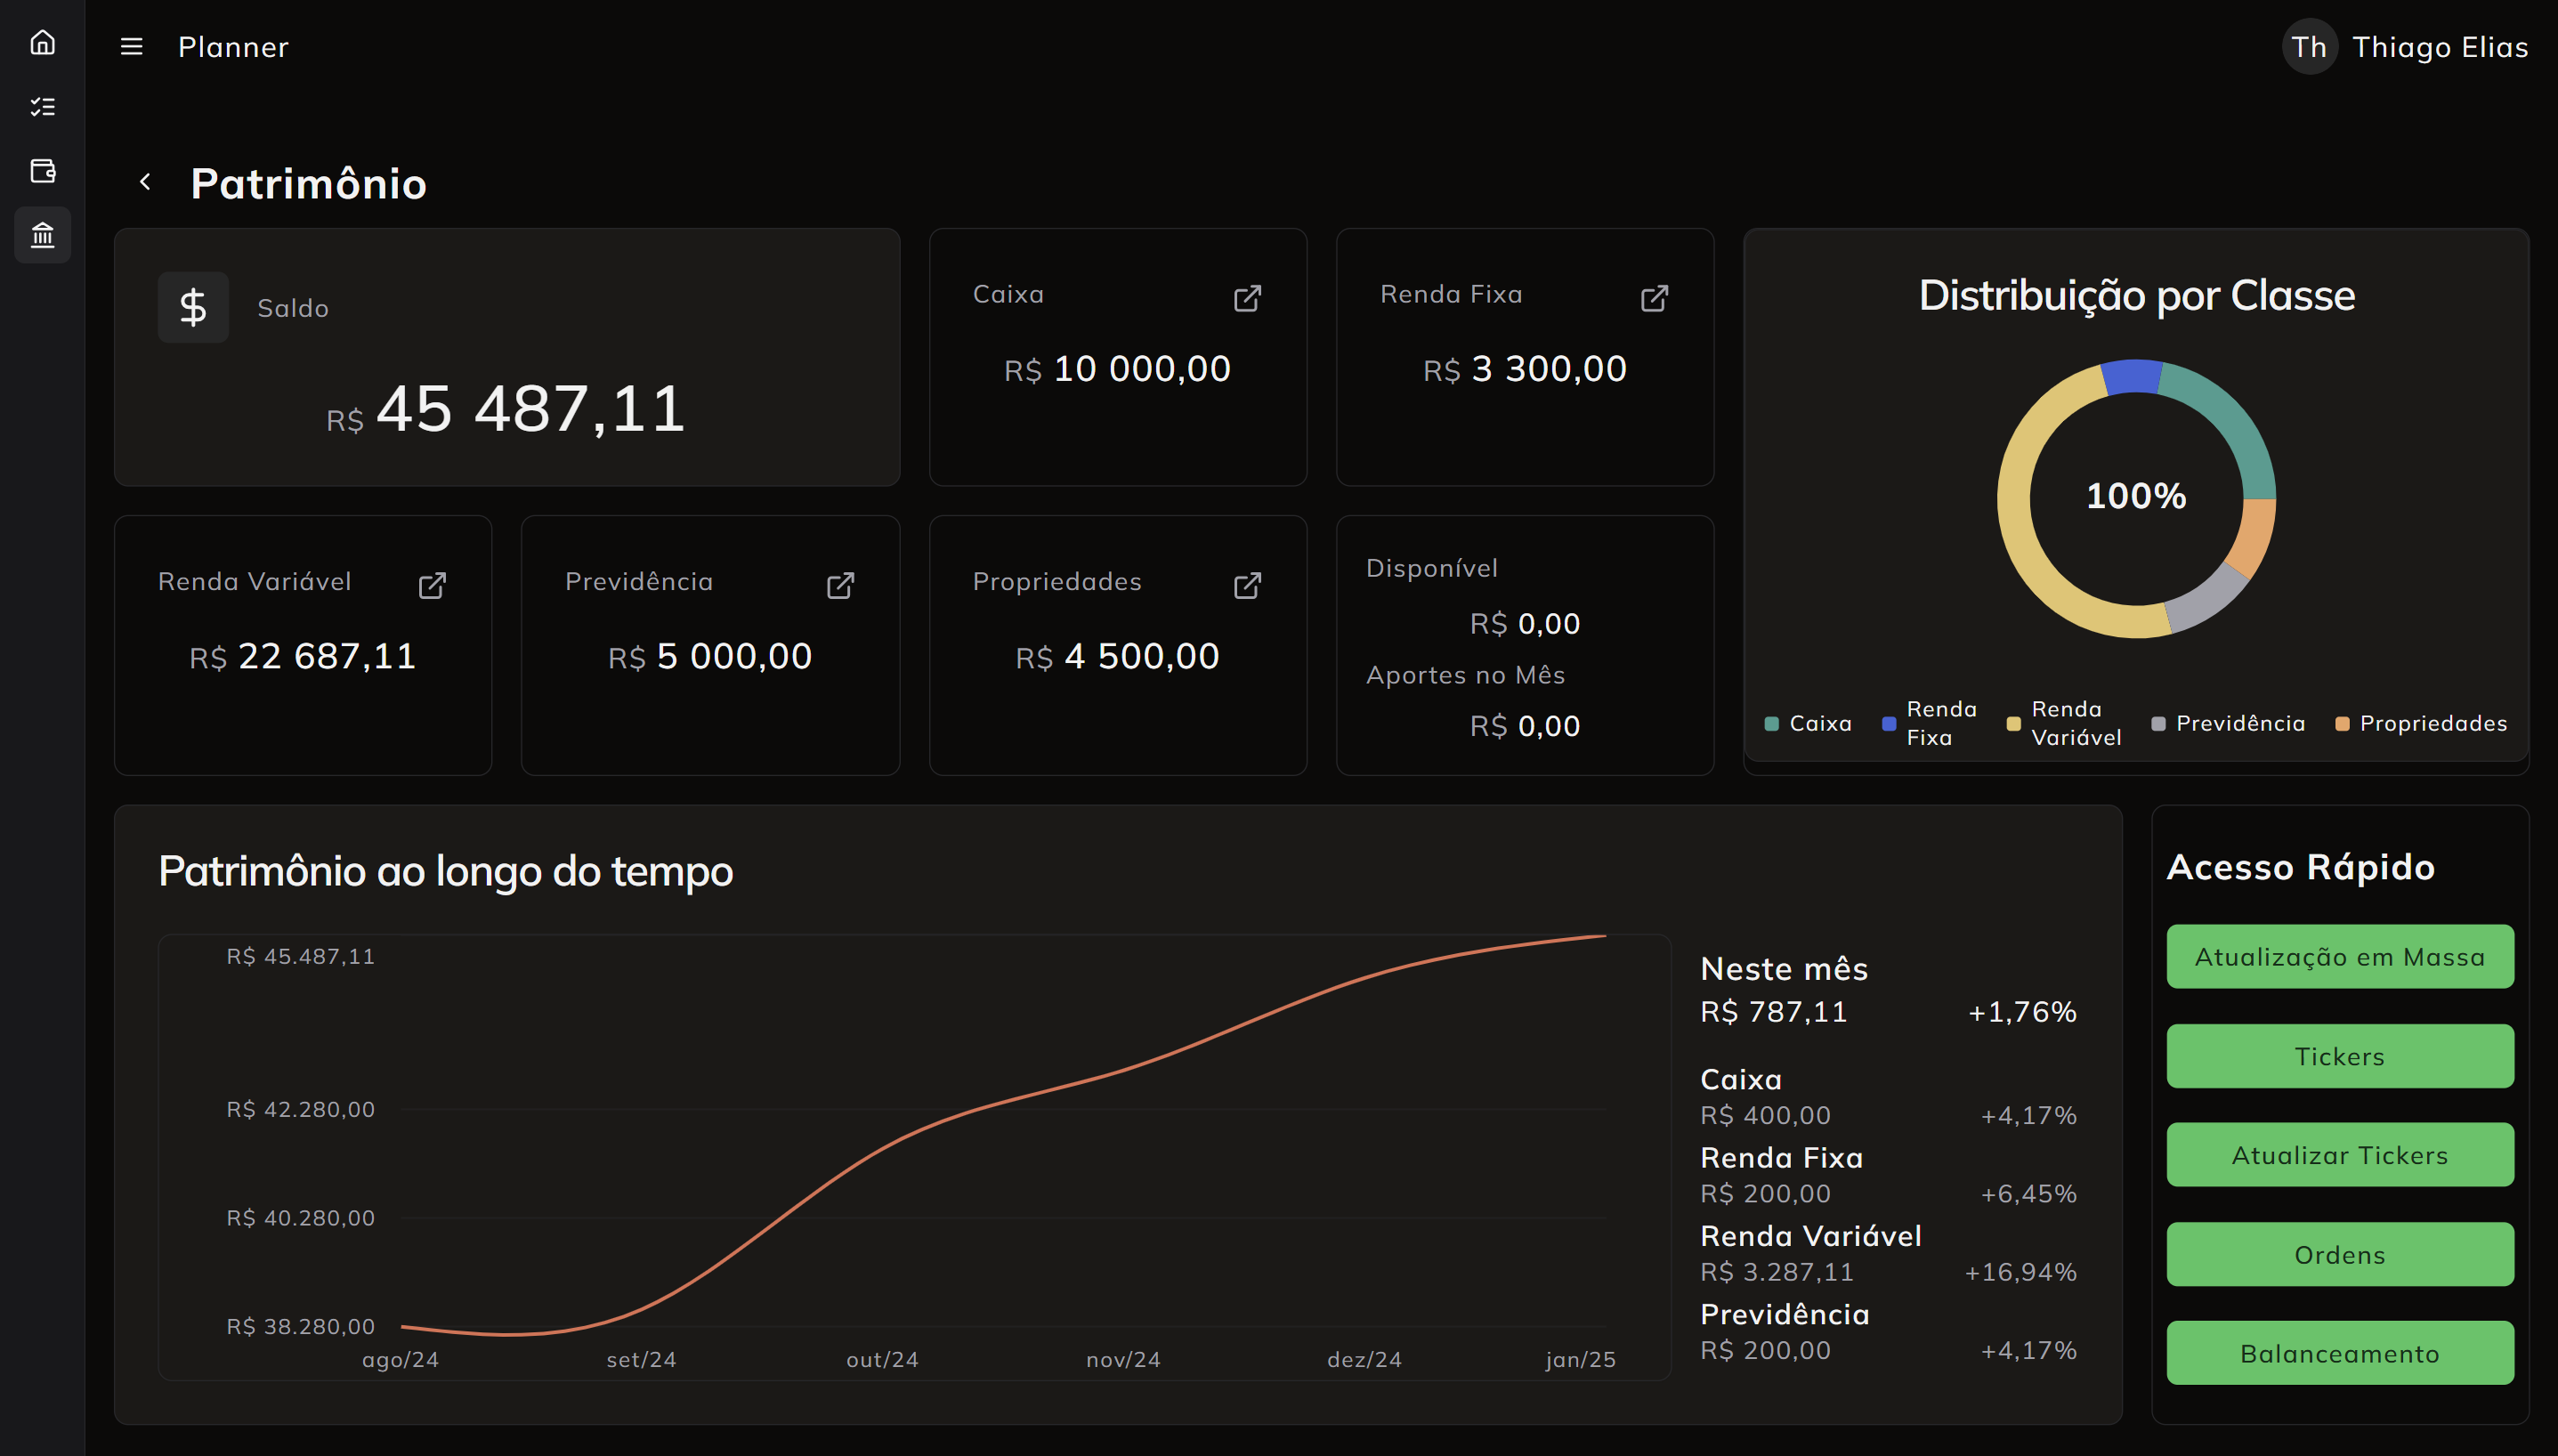 Planner
Th Thiago Elias
Patrimônio
Saldo
R$ 45 487,11
Caixa
R$ 10 000,00
Renda Fixa
R$ 3 300,00
Distribuição por Classe
100%
Caixa
Renda
Fixa
Renda
Variável
Previdência
Propriedades
Renda Variável
R$ 22 687,11
Previdência
R$ 5 000,00
Propriedades
R$ 4 500,00
Disponível
R$ 0,00
Aportes no Mês
R$ 0,00
Patrimônio ao longo do tempo
R$ 45.487,11
R$ 42.280,00
R$ 40.280,00
R$ 38.280,00
ago/24 set/24 out/24 nov/24 dez/24 jan/25
Neste mês
R$ 787,11 +1,76%
Caixa
R$ 400,00 +4,17%
Renda Fixa
R$ 200,00 +6,45%
Renda Variável
R$ 3.287,11 +16,94%
Previdência
R$ 200,00 +4,17%
Acesso Rápido
Atualização em Massa
Tickers
Atualizar Tickers
Ordens
Balanceamento